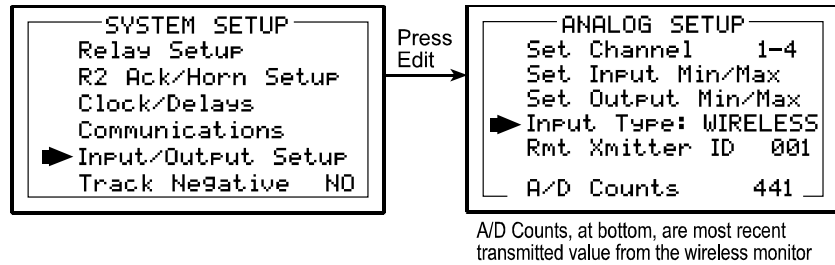 SYSTEM SETUP
Relay Setup
R2 Ack/Horn Setup
Clock/Delays
Communications
Input/Output Setup
Track Negative NO
Press
Edit
ANALOG SETUP
Set Channel 1-4
Set Input Min/Max
Set Output Min/Max
Input Type: WIRELESS
Rmt Xmitter ID 001
A/D Counts 441
A/D Counts, at bottom, are most recent
transmitted value from the wireless monitor